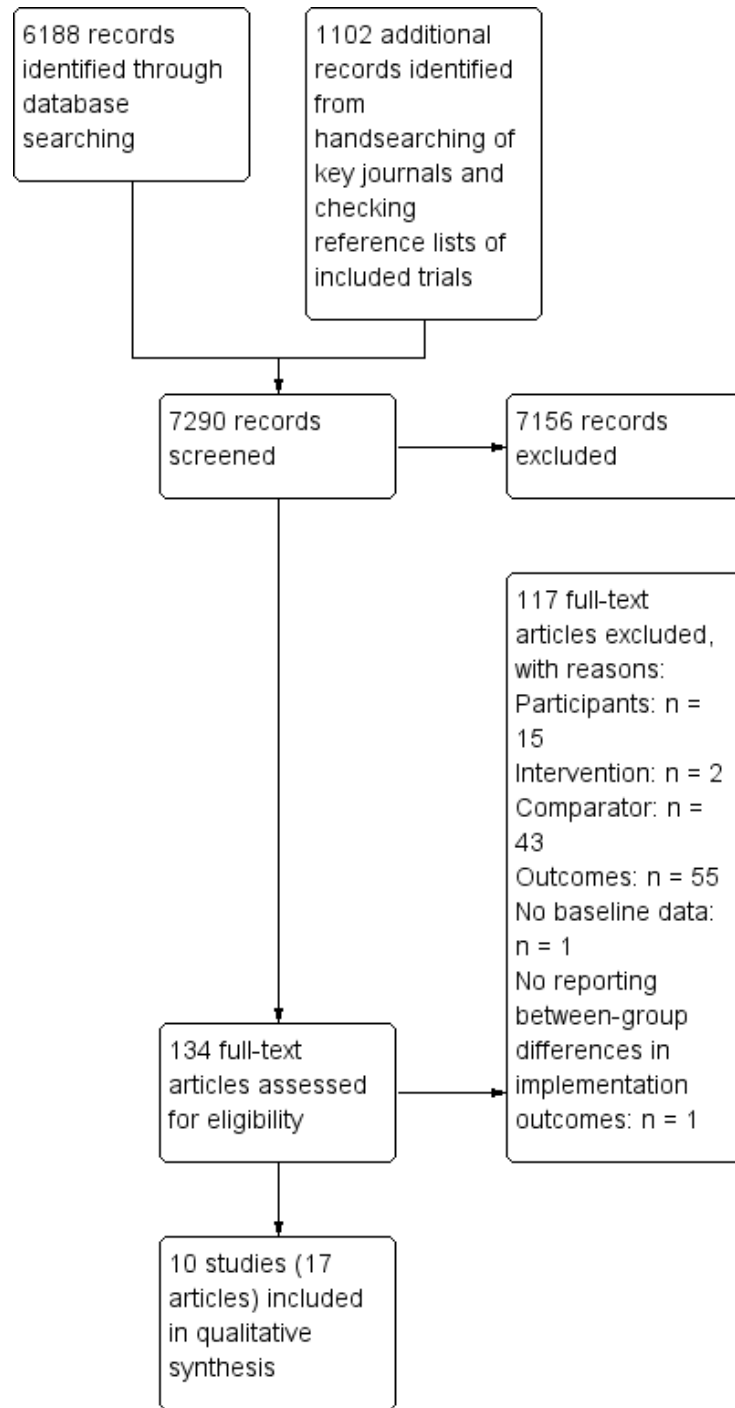 6188 records
identified through
database
searching
1102 additional
records identified
from
handsearching of
key journals and
checking
reference lists of
included trials
7290 records
screened
7156 records
excluded
117 full-text
articles excluded,
with reasons:
Participants: n =
15
Intervention: n = 2
Comparator: n =
43
Outcomes: n = 55
No baseline data:
n = 1
No reporting
between-group
differences in
implementation
outcomes: n = 1
134 full-text
articles assessed
for eligibility
10 studies (17
articles) included
in qualitative
synthesis